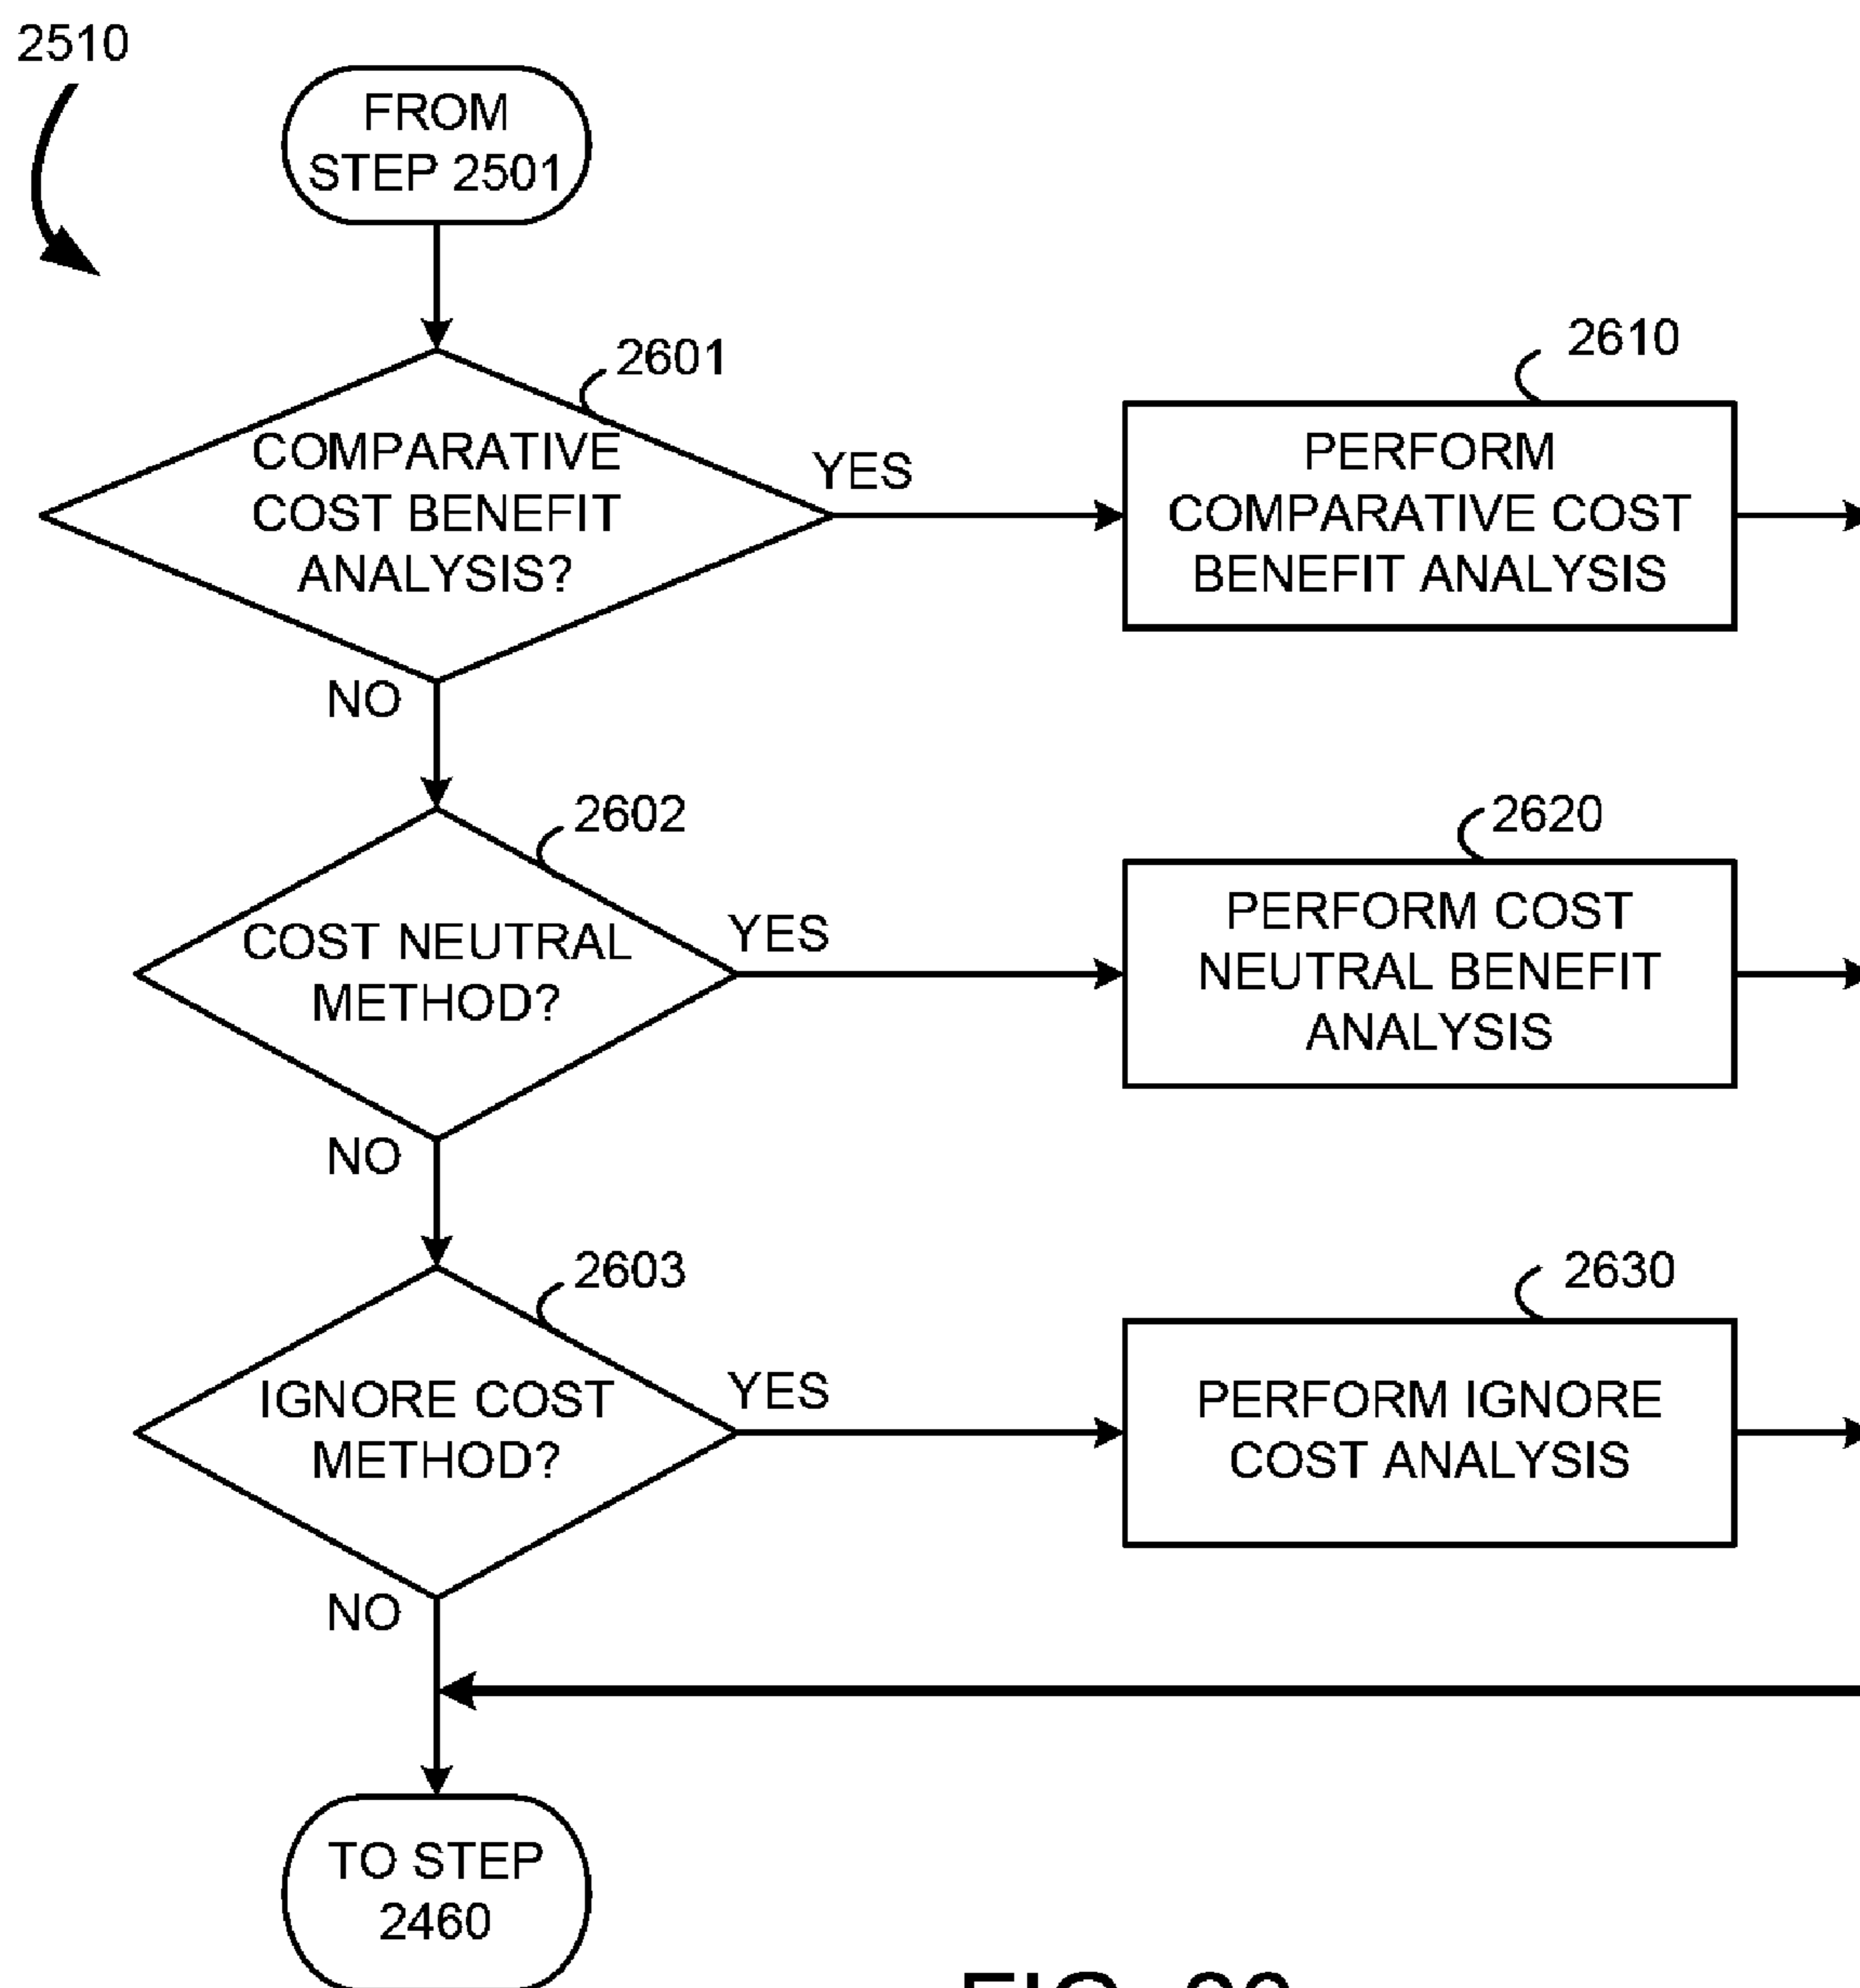 2510
FROM
STEP 2501
2601
COMPARATIVE
COST BENEFIT
ANALYSIS?
YES
2610
PERFORM
COMPARATIVE COST
BENEFIT ANALYSIS
NO
2602
COST NEUTRAL
METHOD?
YES
2620
PERFORM COST
NEUTRAL BENEFIT
ANALYSIS
NO
2603
IGNORE COST
METHOD?
YES
2630
PERFORM IGNORE
COST ANALYSIS
NO
TO STEP
2460
FIG.